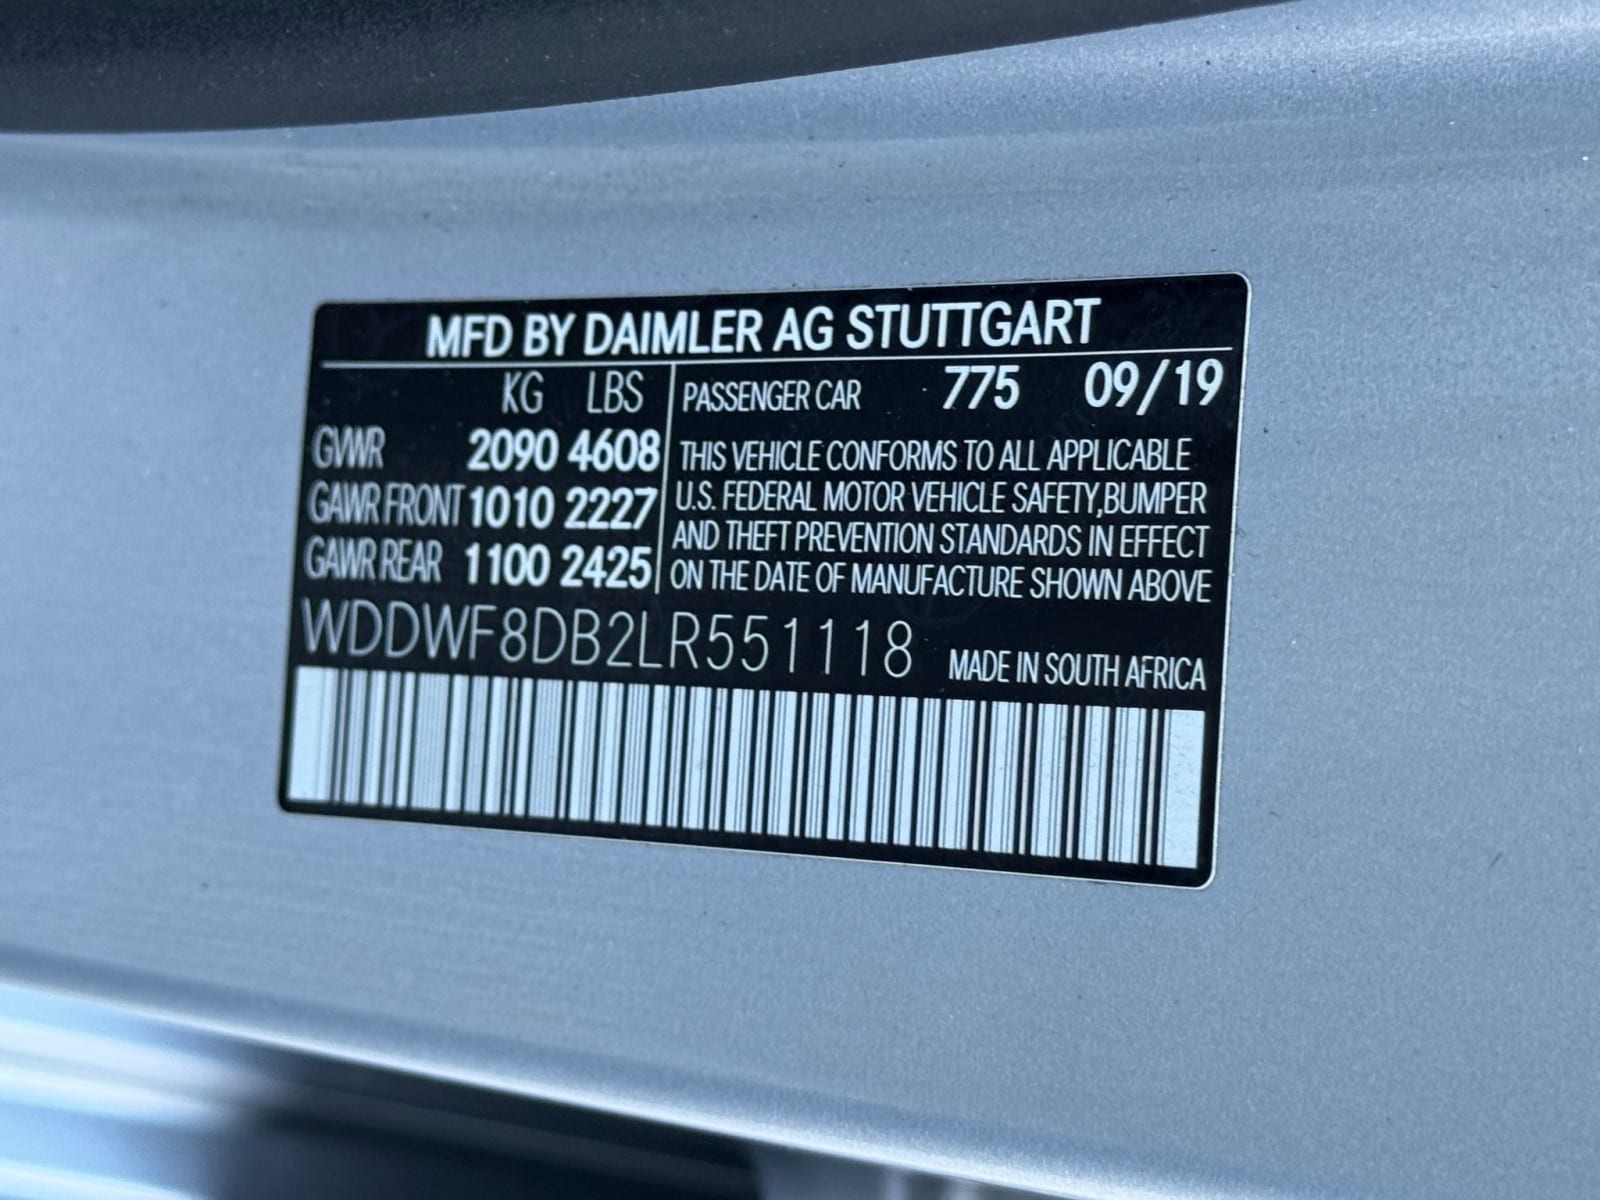 MFD BY DAIMLER AG STUTTGART
KG LBS
GVWR 2090 4608
GAWR FRONT 1010 2227
GAWR REAR 1100 2425
PASSENGER CAR 775 09/19
THIS VEHICLE CONFORMS TO ALL APPLICABLE
U.S. FEDERAL MOTOR VEHICLE SAFETY,BUMPER
AND THEFT PREVENTION STANDARDS IN EFFECT
ON THE DATE OF MANUFACTURE SHOWN ABOVE
WDDWF8DB2LR551118 MADE IN SOUTH AFRICA